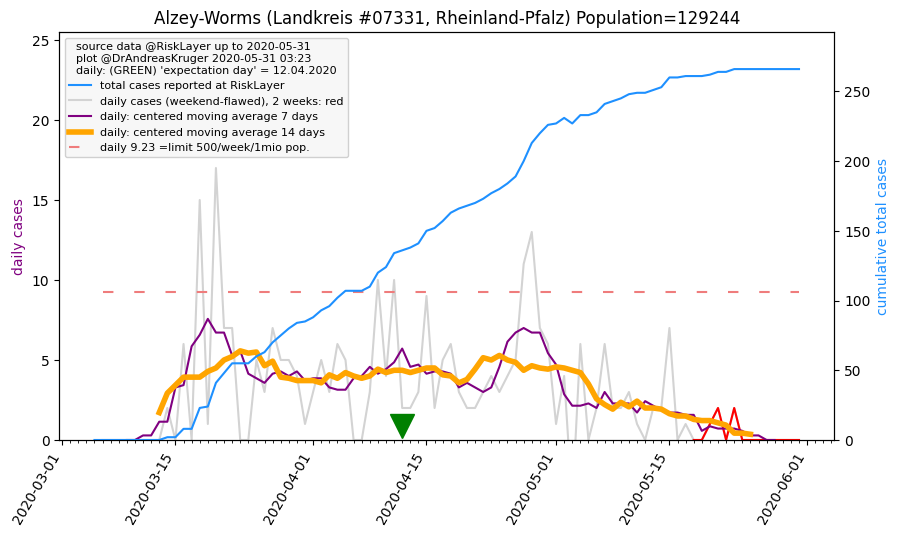 Alzey-Worms (Landkreis #07331, Rheinland-Pfalz) Population=129244
source data @RiskLayer up to 2020-05-31
plot @DrAndreasKruger 2020-05-31 03:23
daily: (GREEN) 'expectation day' = 12.04.2020
total cases reported at RiskLayer
daily cases (weekend-flawed), 2 weeks: red
daily: centered moving average 7 days
daily: centered moving average 14 days
daily 9.23 =limit 500/week/1mio pop.
daily cases
25
20
15
10
5
0
cumulative total cases
250
200
150
100
50
0
2020-03-01
2020-03-15
2020-04-01
2020-04-15
2020-05-01
2020-05-15
2020-06-01